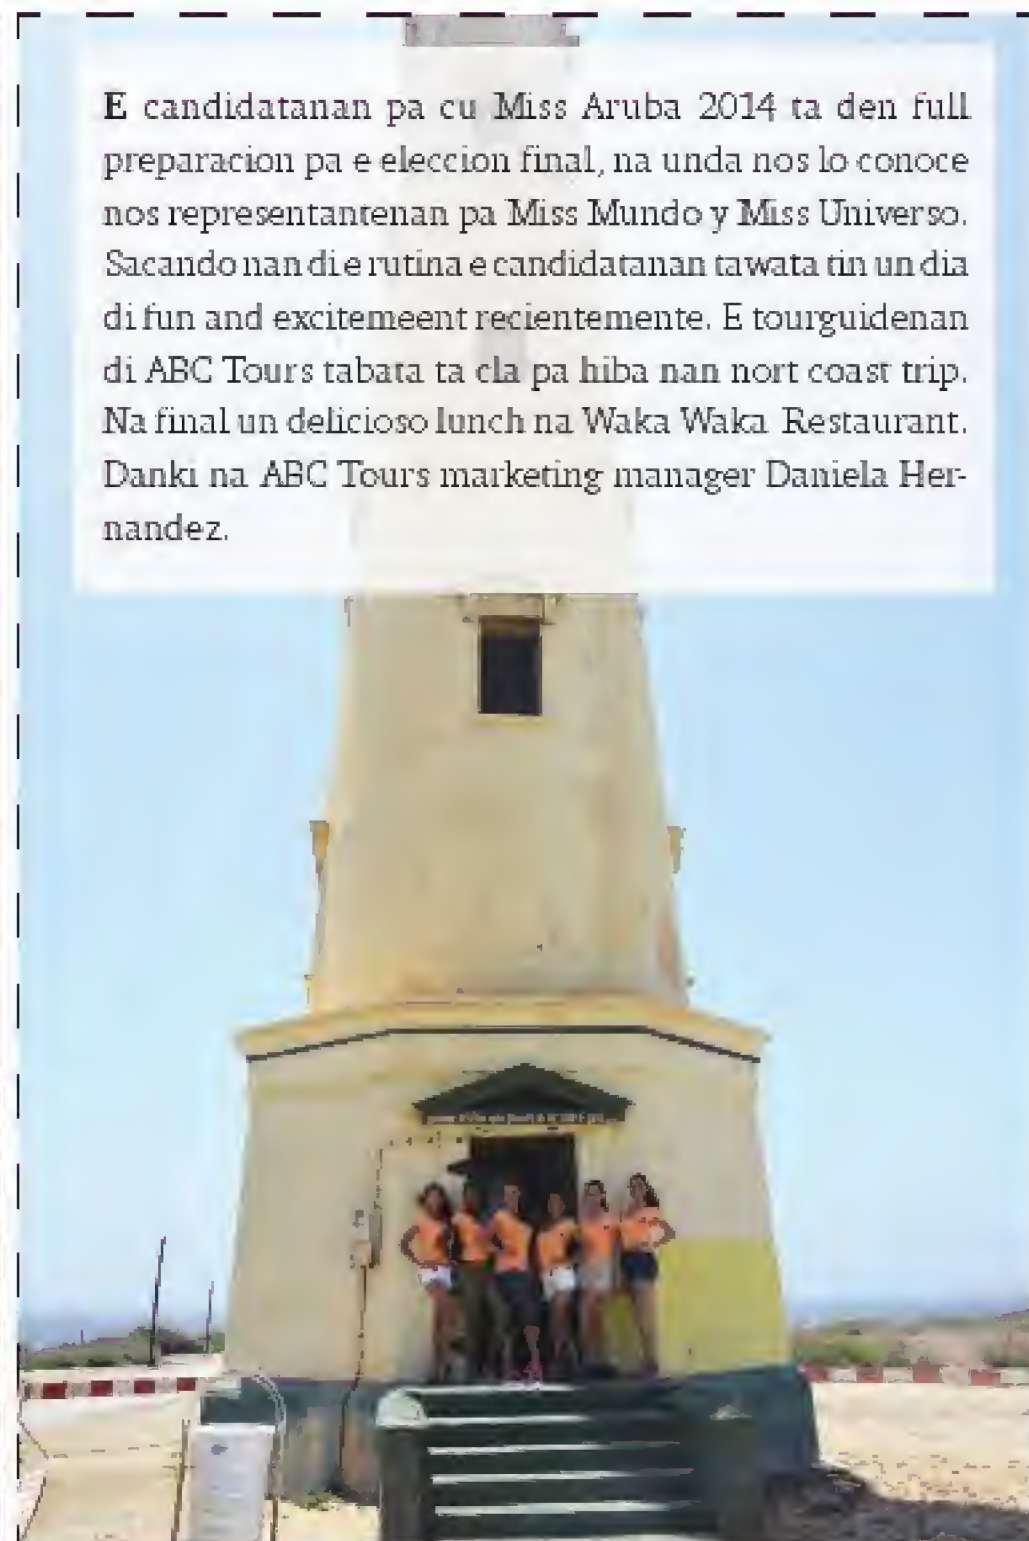 E candidatanan pa cu Miss Aruba 2014 ta den full
preparacion pa e eleccion final, na unda nos lo conoce
nos representantenan pa Miss Mundo y Miss Universo.
Sacando nan di e rutina e candidatanan tawata tin un dia
di fun and excitemeent recientemente. E tourguidenan
di ABC Tours tabata ta cla pa hiba nan nort coast trip.
Na final un delicioso lunch na Waka Waka Restaurant.
Danki na ABC Tours marketing manager Daniela Her-
nandez.